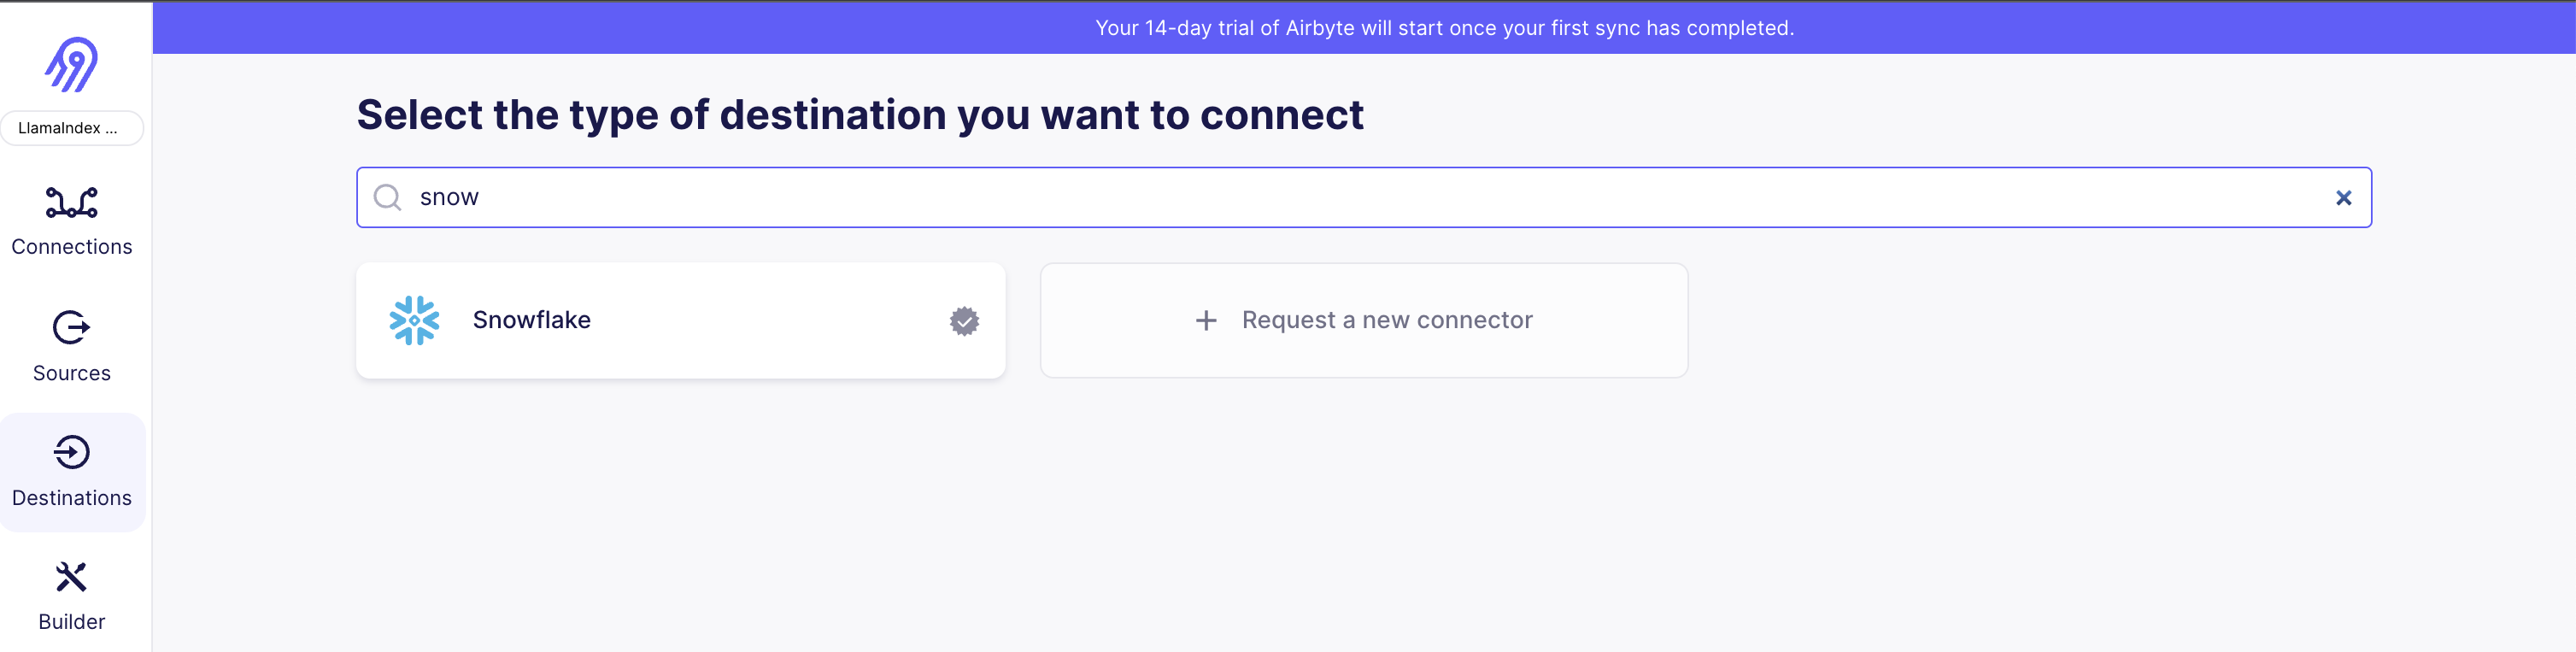 Your 14-day trial of Airbyte will start once your first sync has completed.
LlamaIndex ...
Connections
Sources
Destinations
Builder
Select the type of destination you want to connect
snow
Snowflake
Request a new connector